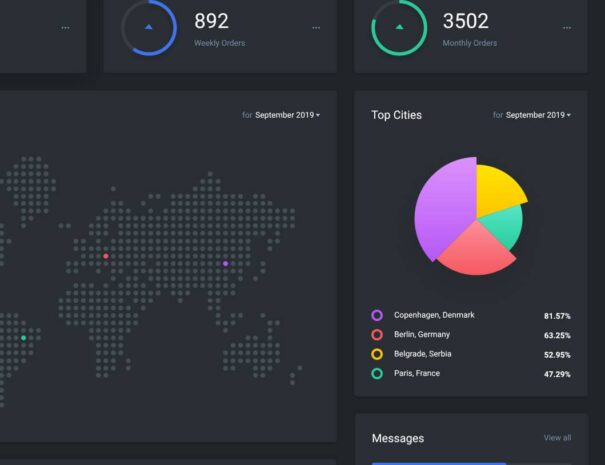 892
Weekly Orders
...
...
3502
Monthly Orders
...
for September 2019
Top Cities
for September 2019
Copenhagen, Denmark 81.57%
Berlin, Germany 63.25%
Belgrade, Serbia 52.95%
Paris, France 47.29%
Messages
View all